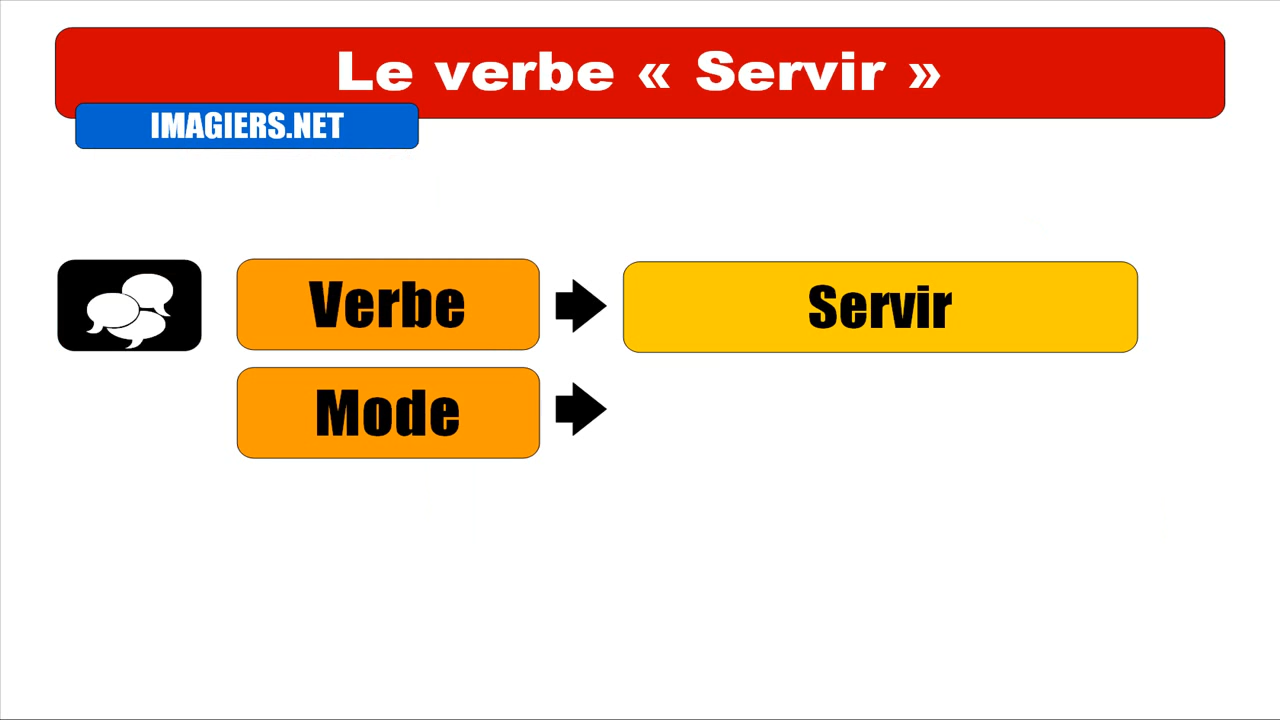 Le verbe « Servir »
IMAGIERS.NET
Verbe
Servir
Mode